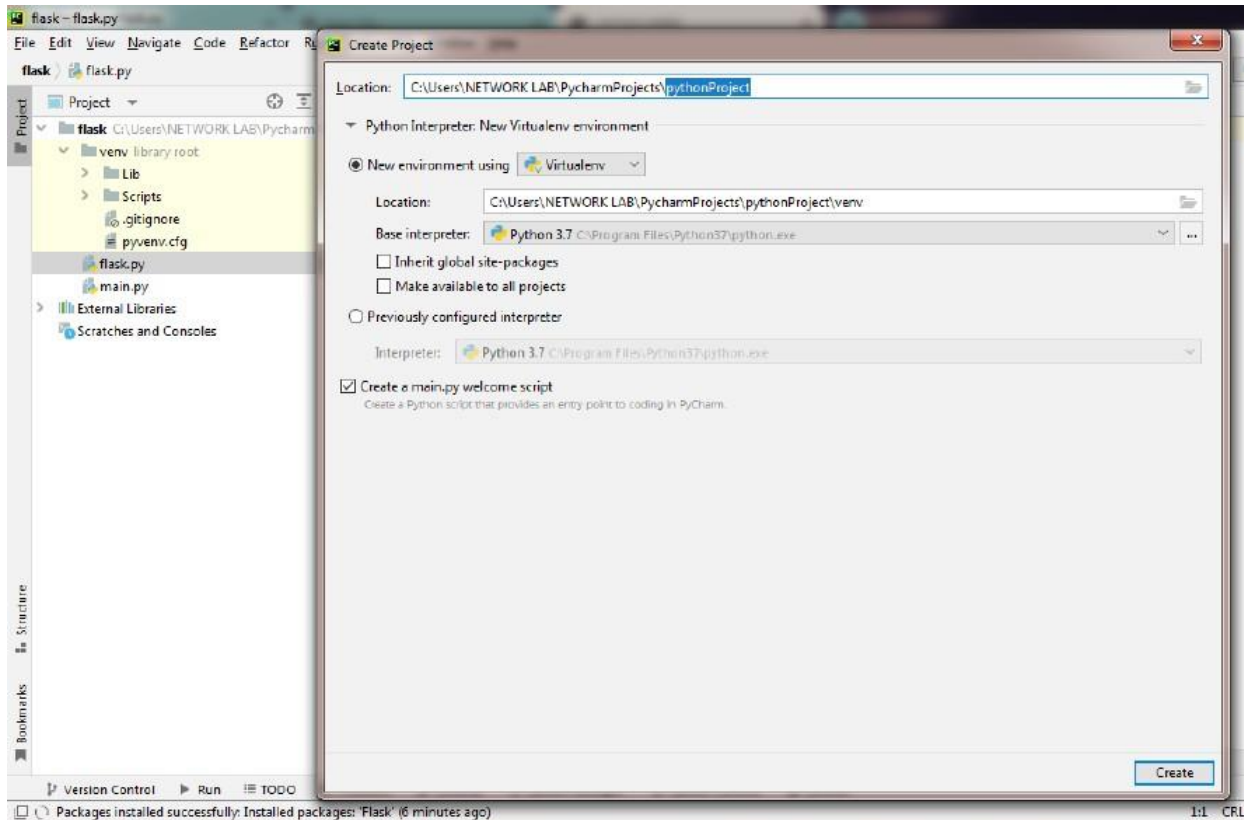 flask – flask.py
File Edit View Navigate Code Refactor
flask flask.py
Project
Project
flask C:\Users\NETWORK LAB\Pycharm
venv library root
Lib
Scripts
.gitignore
pyvenv.cfg
flask.py
main.py
External Libraries
Scratches and Consoles
Structure
Bookmarks
Version Control Run TODO
Packages installed successfully: Installed packages: 'Flask' (6 minutes ago)
1:1 CRL
Create Project
Location: C:\Users\NETWORK LAB\PycharmProjects\pythonProject
Python Interpreter: New Virtualenv environment
New environment using Virtualenv
Location: C:\Users\NETWORK LAB\PycharmProjects\pythonProject\venv
Base interpreter: Python 3.7 C:\Program Files\Python37\python.exe
...
Inherit global site-packages
Make available to all projects
Previously configured interpreter
Interpreter: Python 3.7 C:\Program Files\Python37\python.exe
Create a main.py welcome script
Create a Python script that provides an entry point to coding in PyCharm.
Create